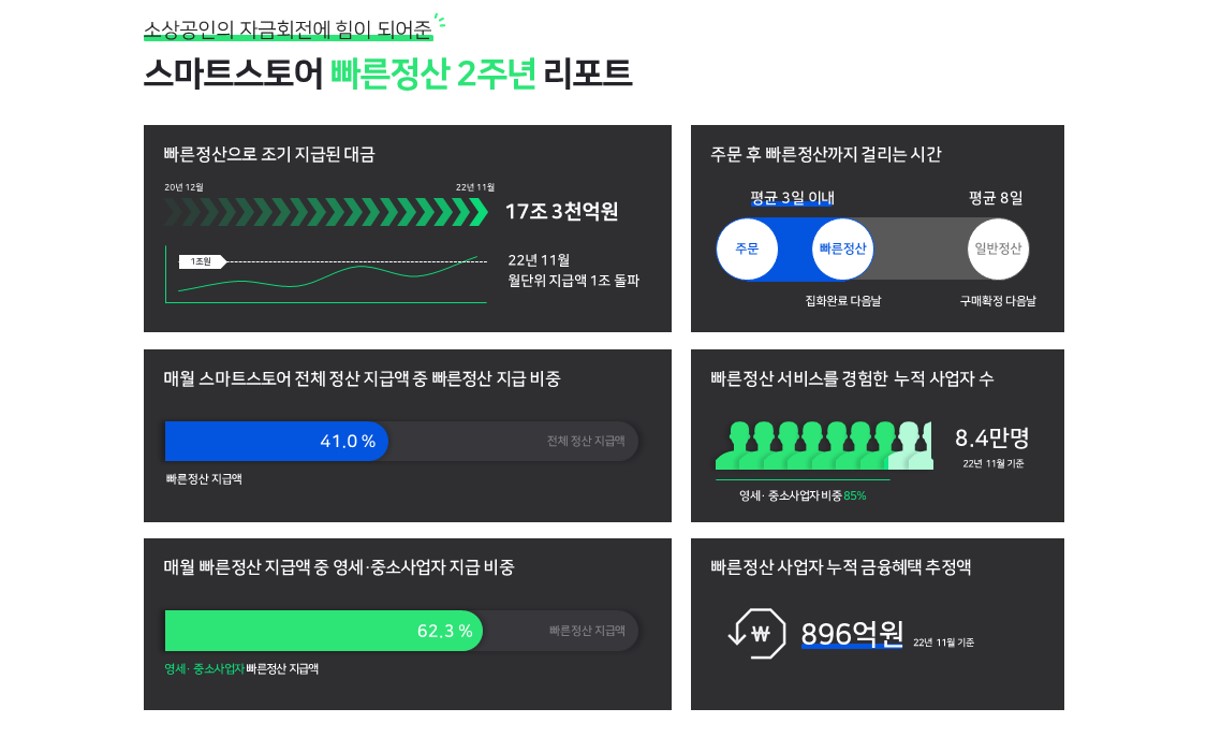 소상공인의 자금회전에 힘이 되어준
스마트스토어 빠른정산 2주년 리포트
빠른정산으로 조기 지급된 대금
20년 12월
22년 11월
17조 3천억원
1조원
22년 11월
월단위 지급액 1조 돌파
주문 후 빠른정산까지 걸리는 시간
평균 3일 이내
평균 8일
주문
빠른정산
일반정산
집화완료 다음날
구매확정 다음날
매월 스마트스토어 전체 정산 지급액 중 빠른정산 지급 비중
41.0 %
전체 정산 지급액
빠른정산 지급액
빠른정산 서비스를 경험한 누적 사업자 수
8.4만명
22년 11월 기준
영세· 중소사업자 비중 85%
매월 빠른정산 지급액 중 영세·중소사업자 지급 비중
62.3 %
빠른정산 지급액
영세· 중소사업자 빠른정산 지급액
빠른정산 사업자 누적 금융혜택 추정액
₩
896억원
22년 11월 기준